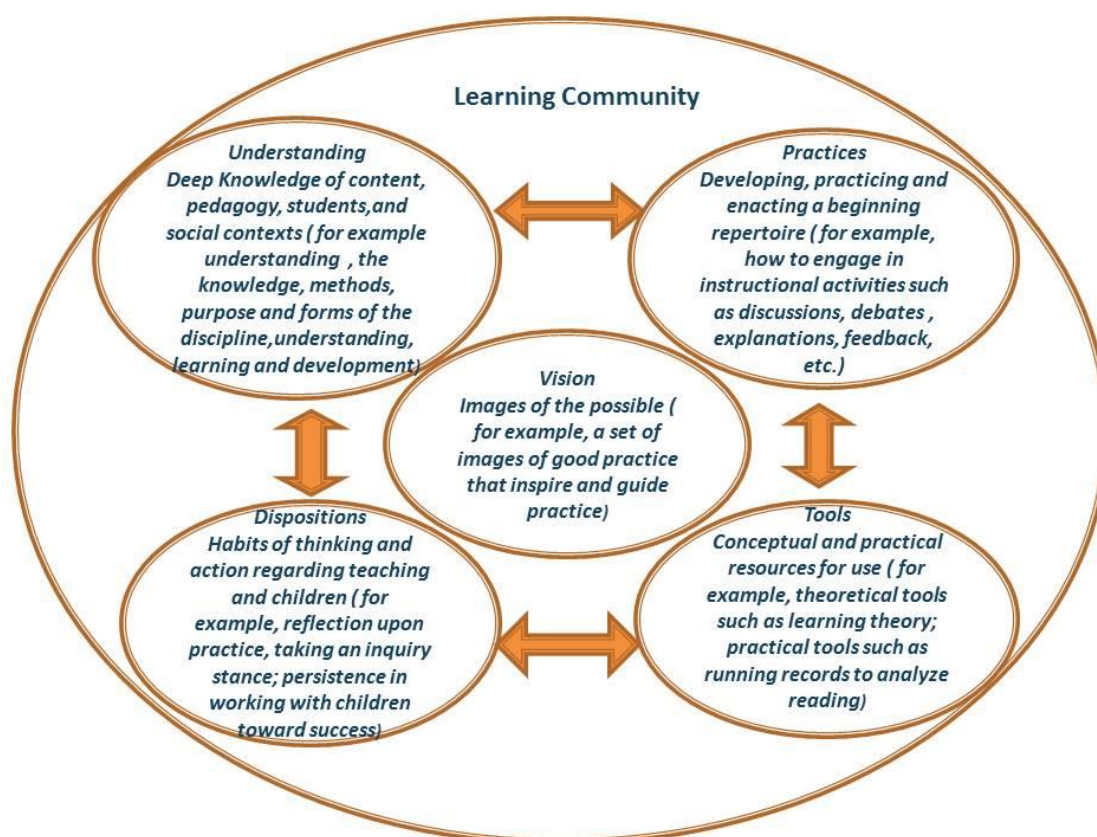 Learning Community
Understanding
Deep Knowledge of content,
pedagogy, students,and
social contexts ( for example
understanding , the
knowledge, methods,
purpose and forms of the
discipline,understanding,
learning and development)
Practices
Developing, practicing and
enacting a beginning
repertoire ( for example,
how to engage in
instructional activities such
as discussions, debates ,
explanations, feedback,
etc.)
Vision
Images of the possible (
for example, a set of
images of good practice
that inspire and guide
practice)
Dispositions
Habits of thinking and
action regarding teaching
and children ( for
example, reflection upon
practice, taking an inquiry
stance; persistence in
working with children
toward success)
Tools
Conceptual and practical
resources for use ( for
example, theoretical tools
such as learning theory;
practical tools such as
running records to analyze
reading)